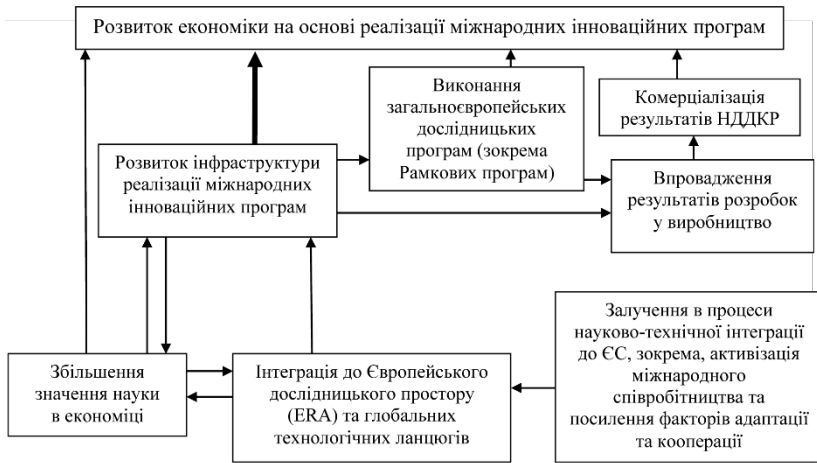 Розвиток економіки на основі реалізації міжнародних інноваційних програм
Виконання
загальноєвропейських
дослідницьких
програм (зокрема
Рамкових програм)
Комерціалізація
результатів НДДКР
Розвиток інфраструктури
реалізації міжнародних
інноваційних програм
Впровадження
результатів розробок
у виробництво
Залучення в процеси
науково-технічної інтеграції
до ЄС, зокрема, активізація
міжнародного
співробітництва та
посилення факторів адаптації
та кооперації
Збільшення
значення науки
в економіці
Інтеграція до Європейського
дослідницького простору
(ERA) та глобальних
технологічних ланцюгів